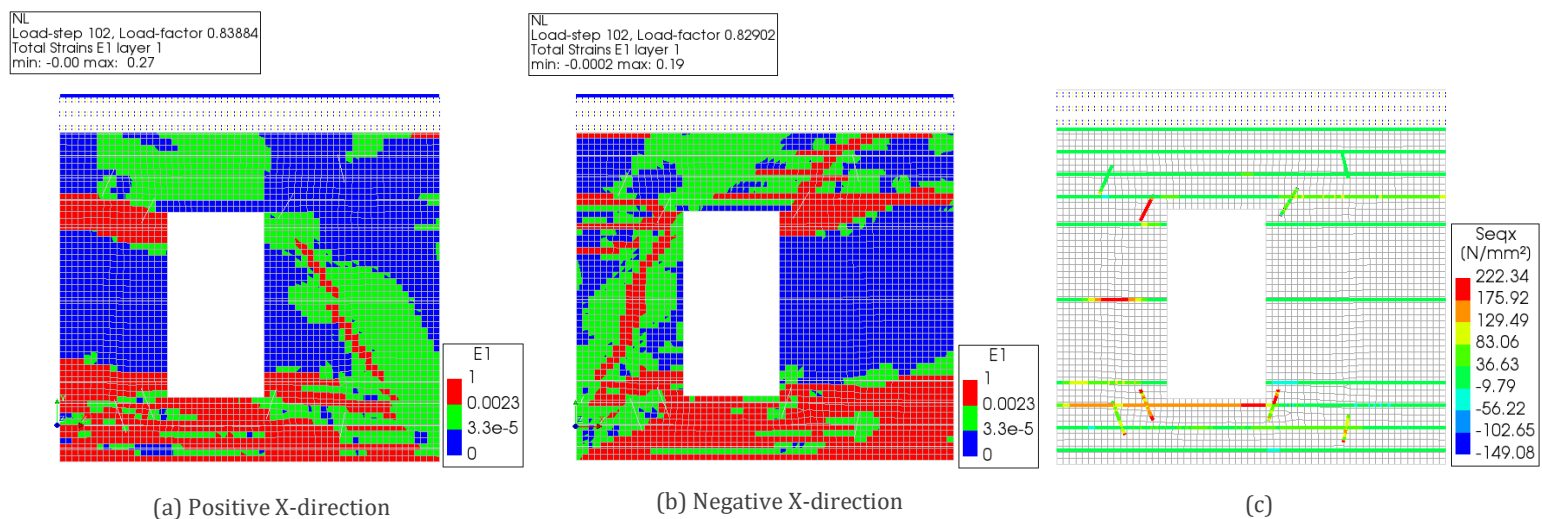 NL
Load-step 102, Load-factor 0.83884
Total Strains E1 layer 1
min: -0.00 max: 0.27
NL
Load-step 102, Load-factor 0.82902
Total Strains E1 layer 1
min: -0.0002 max: 0.19
E1
1
0.0023
3.3e-5
0
E1
1
0.0023
3.3e-5
0
Seqx
(N/mm²)
222.34
175.92
129.49
83.06
36.63
-9.79
-56.22
-102.65
-149.08
(a) Positive X-direction
(b) Negative X-direction
(c)